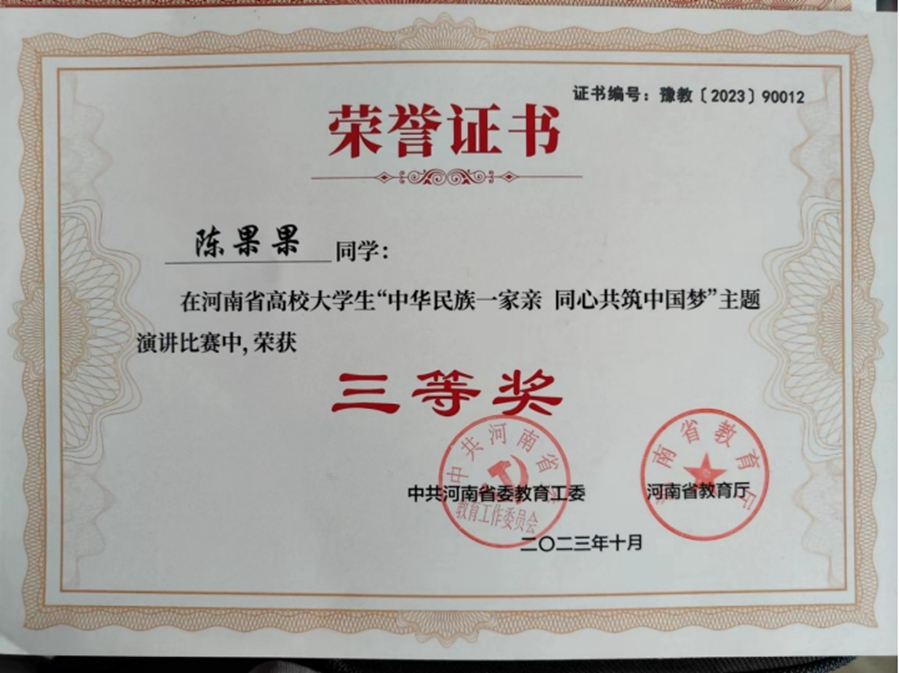 证书编号：豫教〔2023〕90012
荣誉证书
陈果果 同学：
在河南省高校大学生“中华民族一家亲 同心共筑中国梦”主题
演讲比赛中，荣获
三等奖
中共河南省委教育工委 河南省教育厅
中共河南省委
教育工作委员会
河南省教育厅
二〇二三年十月